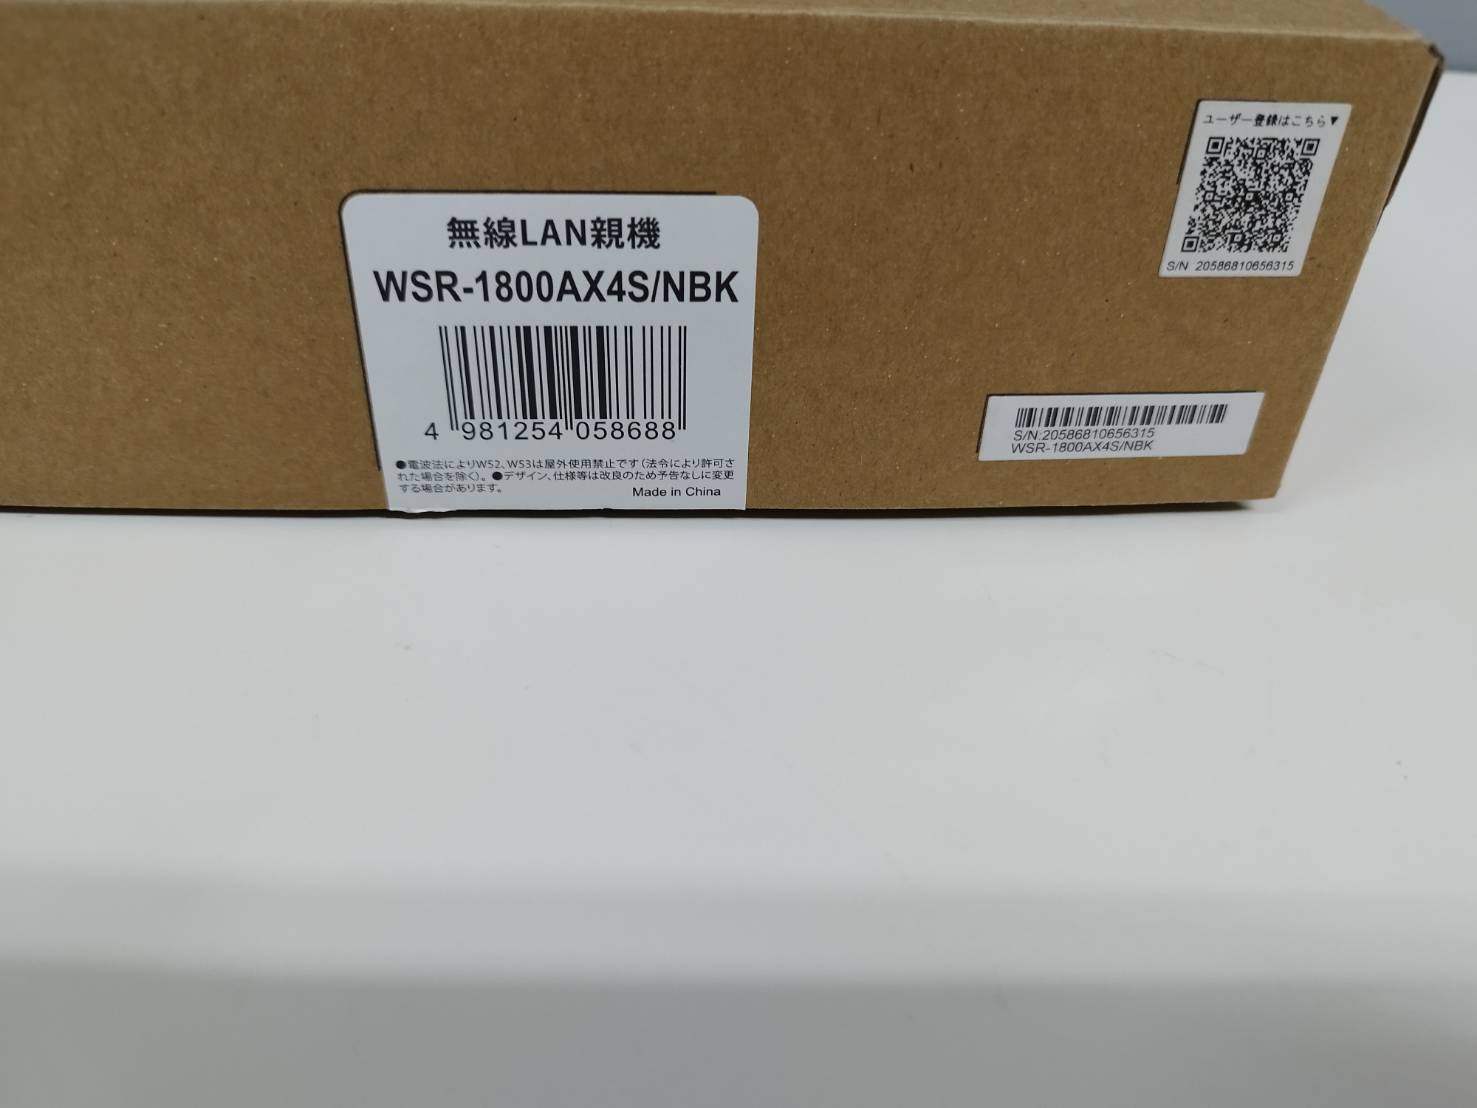 無線LAN親機
WSR-1800AX4S/NBK
4 981254 058688
●電波法によりW52、W53は屋外使用禁止です(法令により許可さ
れた場合を除く)。●デザイン、仕様等は改良のため予告なしに変更
する場合があります。
Made in China
ユーザー登録はこちら▼
S/N 20586810656315
S/N:20586810656315
WSR-1800AX4S/NBK